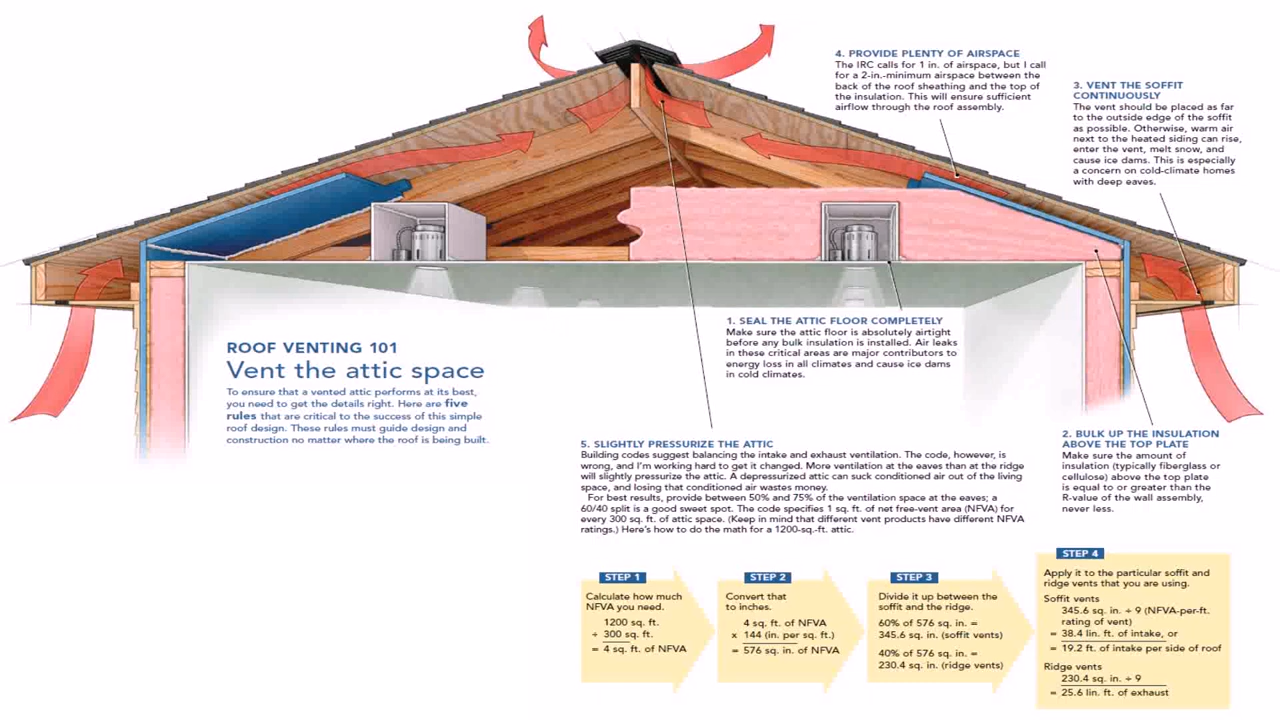 4. PROVIDE PLENTY OF AIRSPACE
The IRC calls for 1 in. of airspace, but I call
for a 2-in.-minimum airspace between the
back of the roof sheathing and the top of
the insulation. This will ensure sufficient
airflow through the roof assembly.
3. VENT THE SOFFIT
CONTINUOUSLY
The vent should be placed as far
to the outside edge of the soffit
as possible. Otherwise, warm air
next to the heated siding can rise,
enter the vent, melt snow, and
cause ice dams. This is especially
a concern on cold-climate homes
with deep eaves.
1. SEAL THE ATTIC FLOOR COMPLETELY
Make sure the attic floor is absolutely airtight
before any bulk insulation is installed. Air leaks
in these critical areas are major contributors to
energy loss in all climates and cause ice dams
in cold climates.
ROOF VENTING 101
Vent the attic space
To ensure that a vented attic performs at its best,
you need to get the details right. Here are five
rules that are critical to the success of this simple
roof design. These rules must guide design and
construction no matter where the roof is being built.
5. SLIGHTLY PRESSURIZE THE ATTIC
Building codes suggest balancing the intake and exhaust ventilation. The code, however, is
wrong, and I'm working hard to get it changed. More ventilation at the eaves than at the ridge
will slightly pressurize the attic. A depressurized attic can suck conditioned air out of the living
space, and losing that conditioned air wastes money.
For best results, provide between 50% and 75% of the ventilation space at the eaves; a
60/40 split is a good sweet spot. The code specifies 1 sq. ft. of net free-vent area (NFVA) for
every 300 sq. ft. of attic space. (Keep in mind that different vent products have different NFVA
ratings.) Here's how to do the math for a 1200-sq.-ft. attic.
2. BULK UP THE INSULATION
ABOVE THE TOP PLATE
Make sure the amount of
insulation (typically fiberglass or
cellulose) above the top plate
is equal to or greater than the
R-value of the wall assembly,
never less.
STEP 1
Calculate how much
NFVA you need.
1200 sq. ft.
÷ 300 sq. ft.
= 4 sq. ft. of NFVA
STEP 2
Convert that
to inches.
4 sq. ft. of NFVA
x 144 (in. per sq. ft.)
= 576 sq. in. of NFVA
STEP 3
Divide it up between the
soffit and the ridge.
60% of 576 sq. in. =
345.6 sq. in. (soffit vents)
40% of 576 sq. in. =
230.4 sq. in. (ridge vents)
STEP 4
Apply it to the particular soffit and
ridge vents that you are using.
Soffit vents
345.6 sq. in. ÷ 9 (NFVA-per-ft.
rating of vent)
= 38.4 lin. ft. of intake, or
= 19.2 ft. of intake per side of roof
Ridge vents
230.4 sq. in. ÷ 9
= 25.6 lin. ft. of exhaust